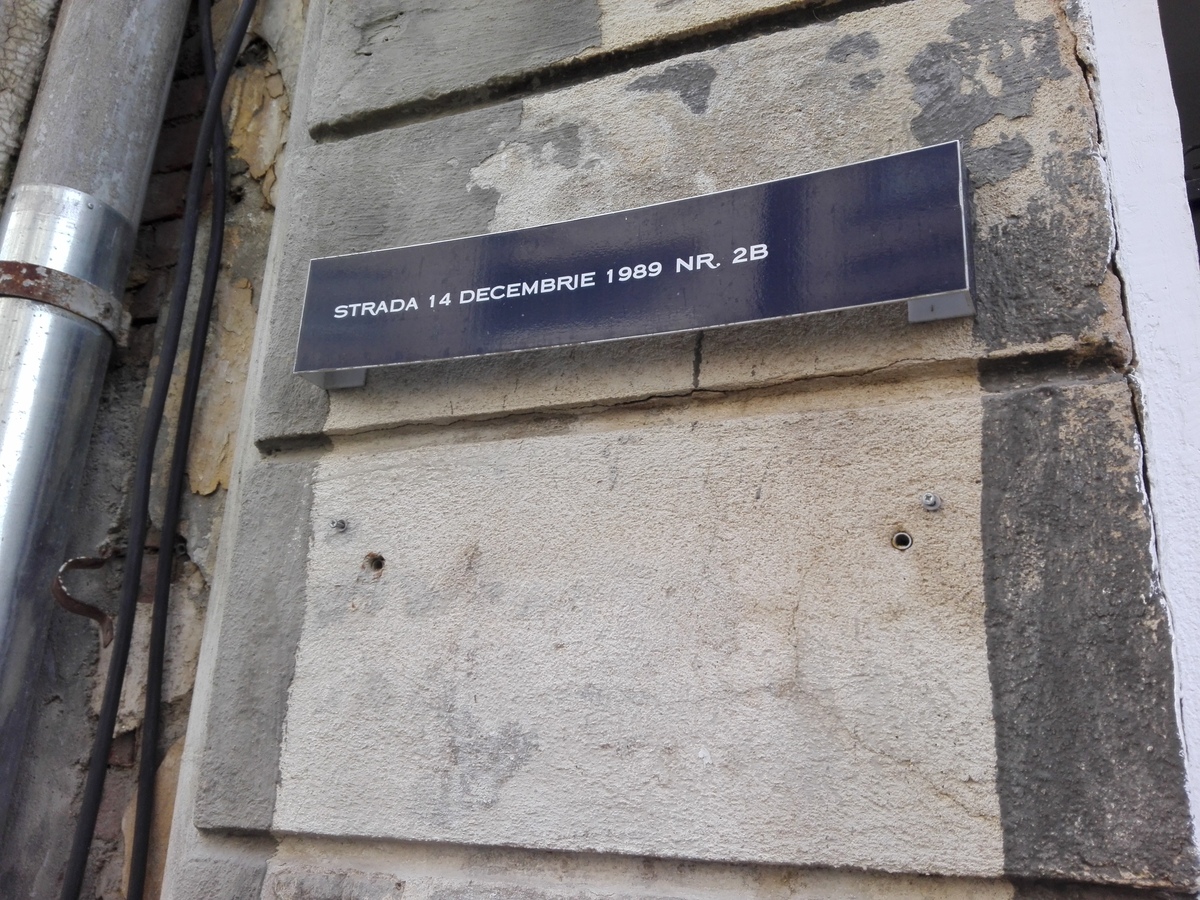 STRADA 14 DECEMBRIE 1989 NR. 2B